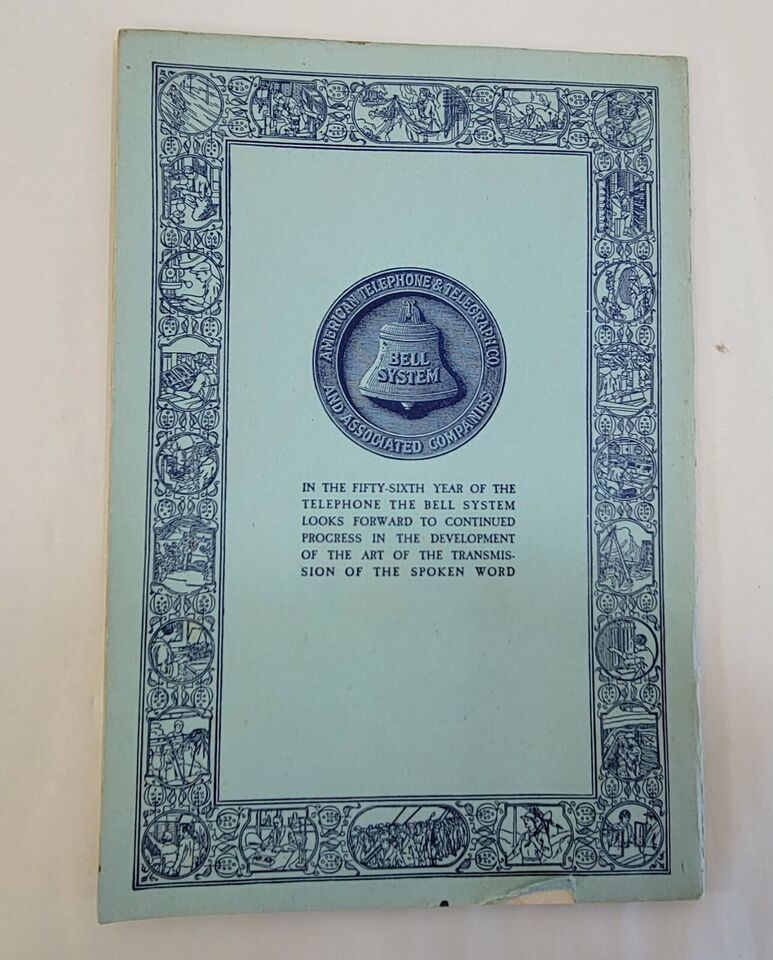 AMERICAN TELEPHONE & TELEGRAPH CO.
BELL
SYSTEM
AND ASSOCIATED COMPANIES
IN THE FIFTY-SIXTH YEAR OF THE
TELEPHONE THE BELL SYSTEM
LOOKS FORWARD TO CONTINUED
PROGRESS IN THE DEVELOPMENT
OF THE ART OF THE TRANSMIS-
SION OF THE SPOKEN WORD